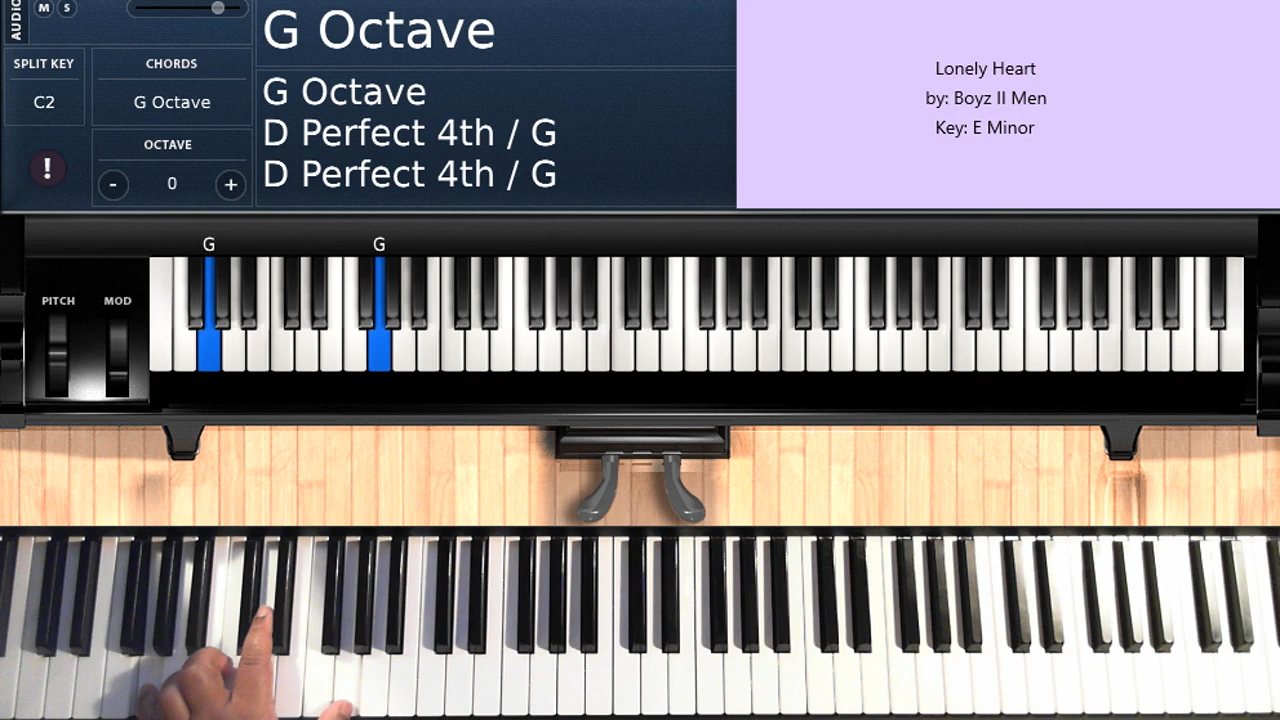 AUDIO
M S
G Octave
SPLIT KEY
CHORDS
C2
G Octave
G Octave
D Perfect 4th / G
D Perfect 4th / G
OCTAVE
!
- 0 +
Lonely Heart
by: Boyz II Men
Key: E Minor
G G
PITCH MOD